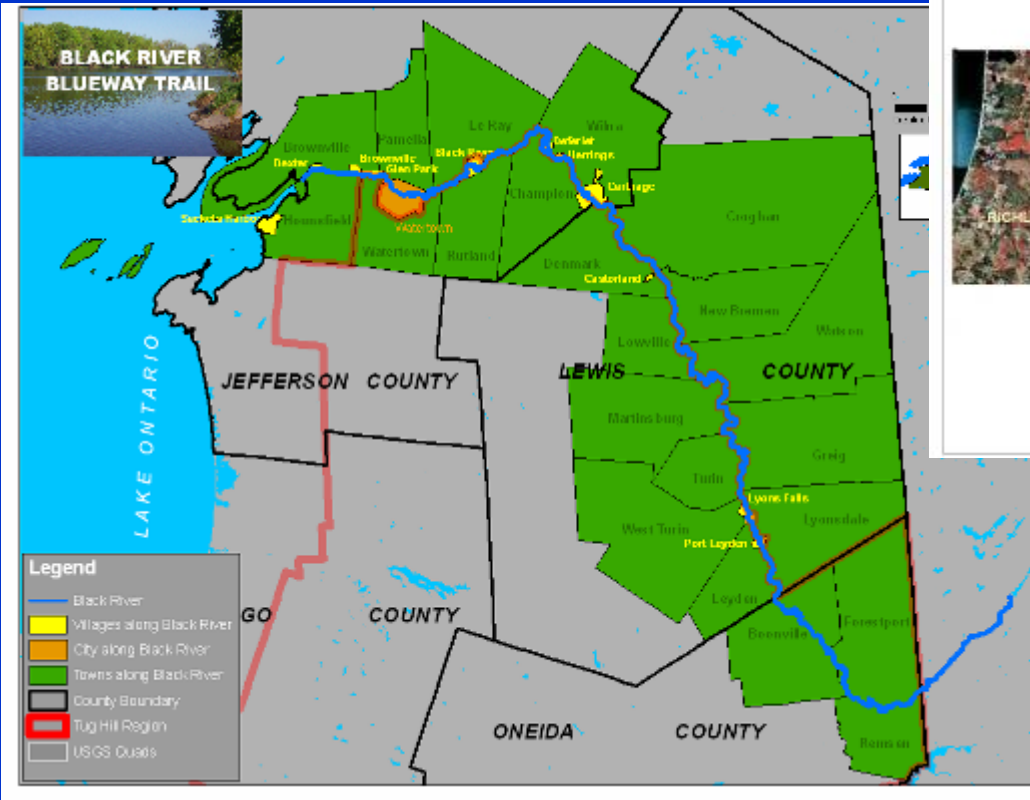 BLACK RIVER
BLUEWAY TRAIL
Le Ray
Wilna
Pamelia
Brownville
Deferiet
Herrings
Black River
Dexter
Brownville
Glen Park
Champion
Carthage
Sackets Harbor
Hounsfield
Watertown
Croghan
Watertown
Rutland
Denmark
Castorland
New Bremen
Watson
Lowville
LEWIS
COUNTY
JEFFERSON COUNTY
Martinsburg
Greig
Turin
Lyons Falls
Lyonsdale
West Turin
Port Leyden
LAKE ONTARIO
Leyden
Forestport
Boonville
GO
COUNTY
ONEIDA
COUNTY
Remsen
Legend
Black River
Villages along Black River
City along Black River
Towns along Black River
County Boundary
Tug Hill Region
USGS Quads
RICHL